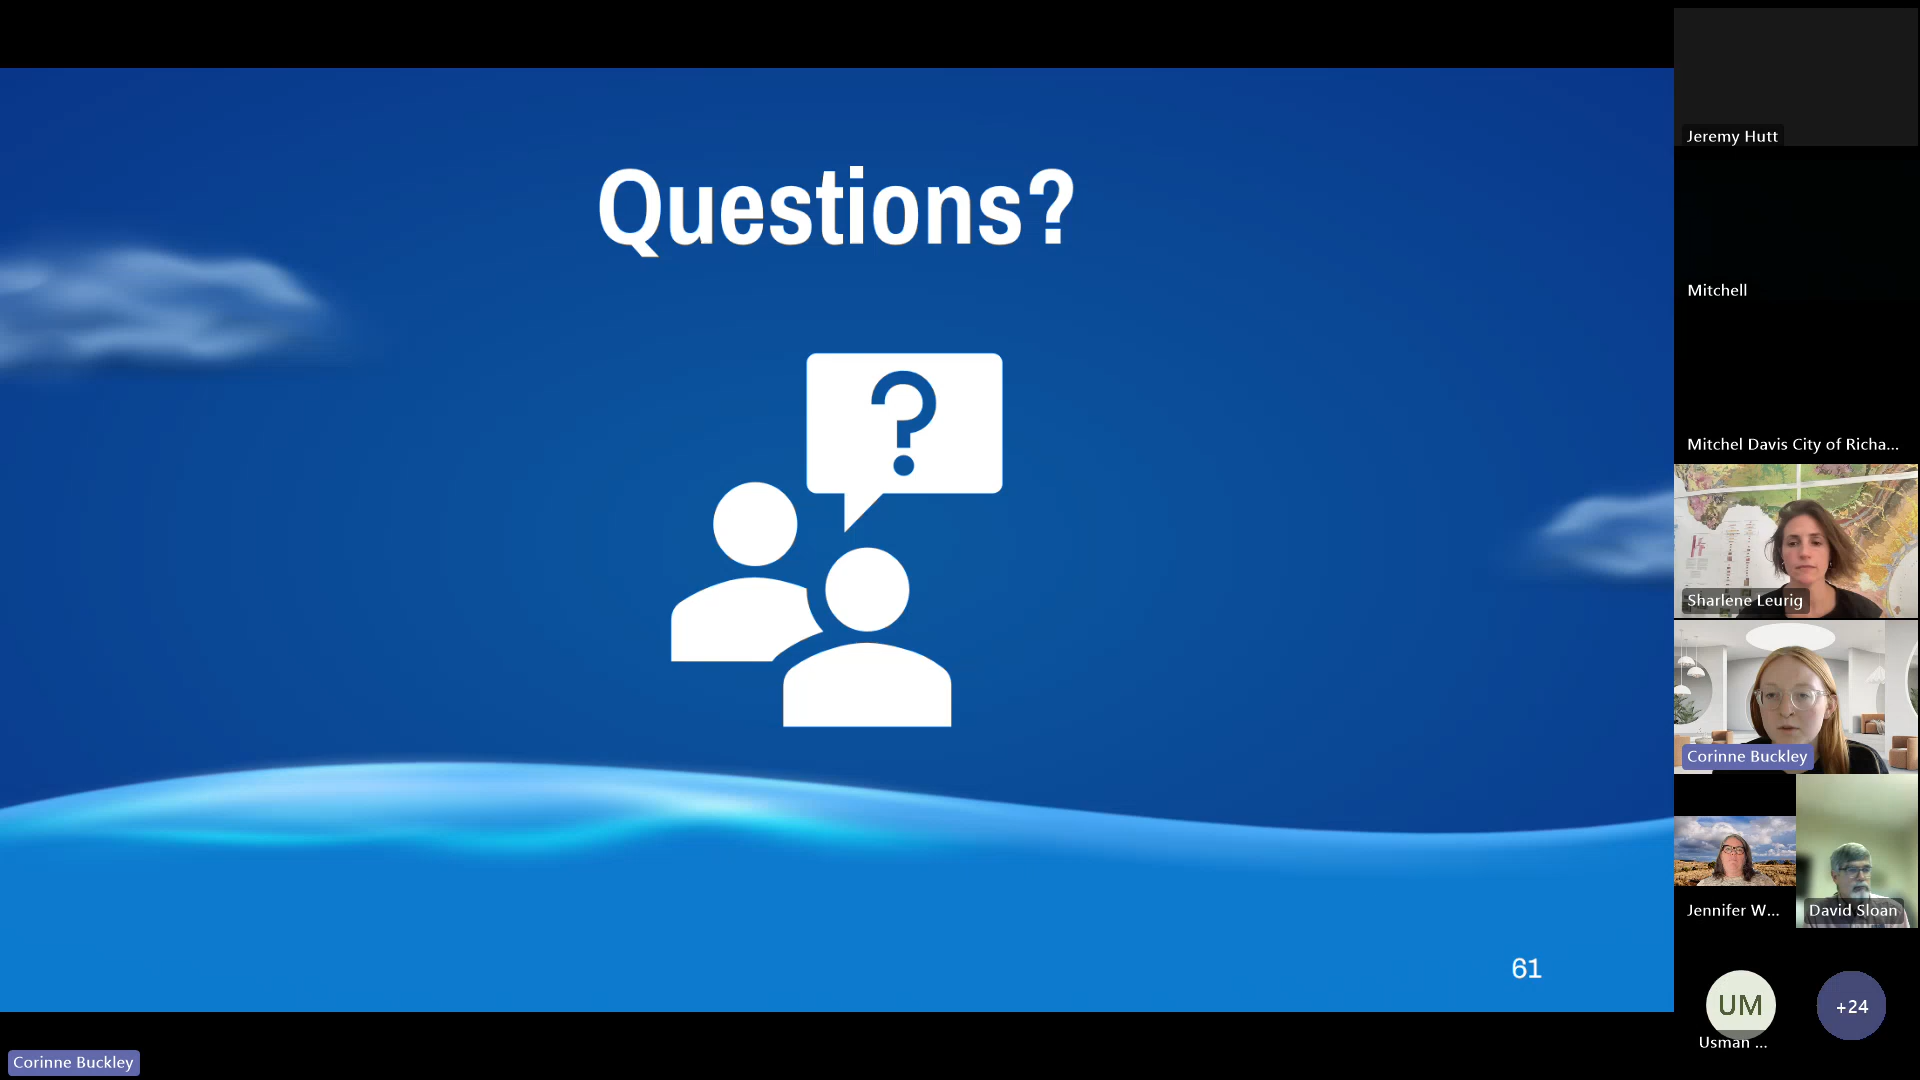 Questions?
?
61
Corinne Buckley
Jeremy Hutt
Mitchell
Mitchel Davis City of Richa...
Sharlene Leurig
Corinne Buckley
Jennifer W...
David Sloan
UM
Usman ...
+24